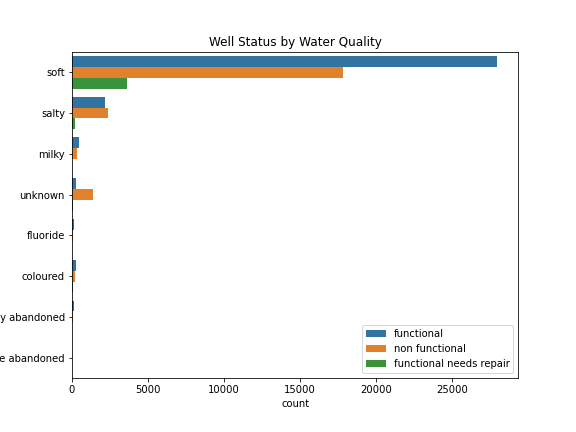 Well Status by Water Quality
soft
salty
milky
unknown
fluoride
coloured
y abandoned
e abandoned
functional
non functional
functional needs repair
0 5000 10000 15000 20000 25000
count